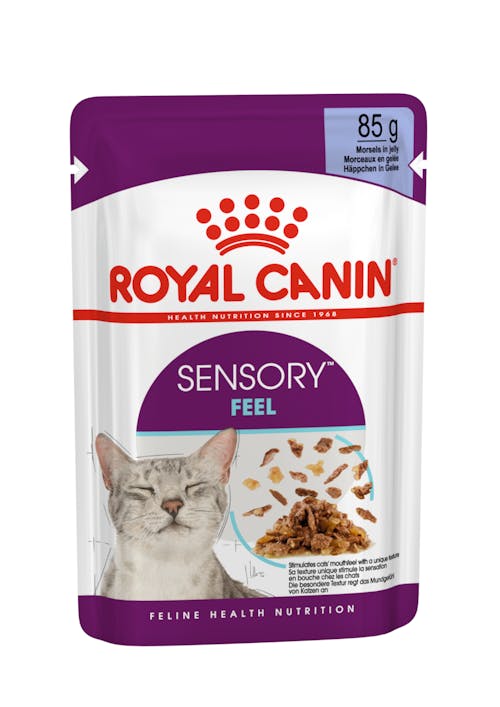 85 g
Morsels in jelly
Morceaux en gelée
Häppchen in Gelee
ROYAL CANIN®
HEALTH NUTRITION SINCE 1968
SENSORY™
FEEL
Stimulates cats' mouthfeel with a unique texture
Sa texture unique stimule la sensation
en bouche chez les chats
Die besondere Textur regt das Mundgefühl
von Katzen an
FELINE HEALTH NUTRITION